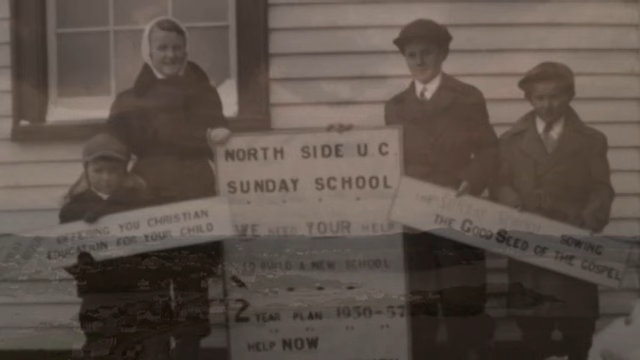 NORTH SIDE U.C
SUNDAY SCHOOL
WE NEED YOUR HELP
TO BUILD A NEW SCHOOL
2 YEAR PLAN 1950-57
HELP NOW
OFFERING YOU CHRISTIAN
EDUCATION FOR YOUR CHILD
SOWING
THE GOOD SEED OF THE GOSPEL